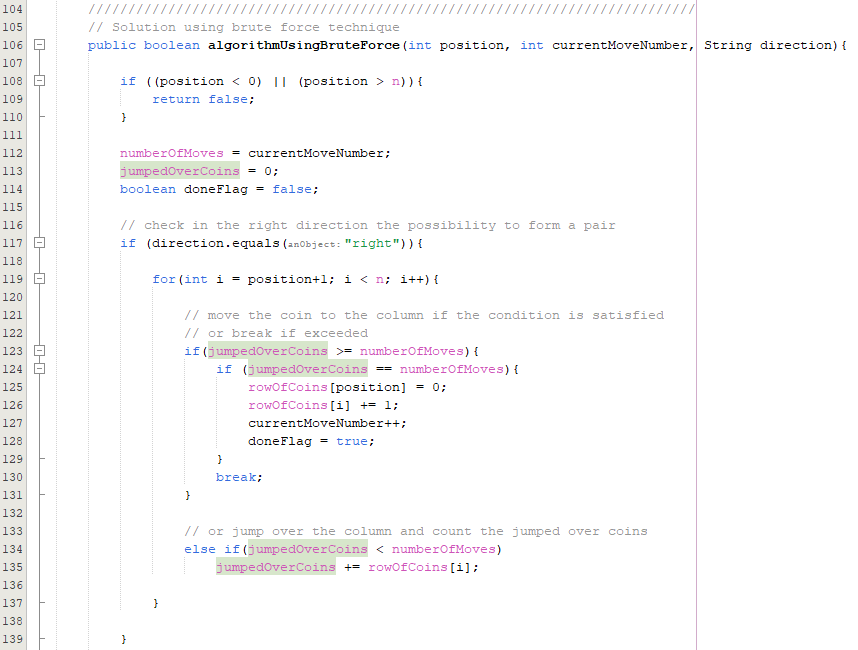 104 ////////////////////////////////////////////////////////////////////////////
105 // Solution using brute force technique
106 public boolean algorithmUsingBruteForce(int position, int currentMoveNumber, String direction){
107
108 if ((position < 0) || (position > n)){
109 return false;
110 }
111
112 numberOfMoves = currentMoveNumber;
113 jumpedOverCoins = 0;
114 boolean doneFlag = false;
115
116 // check in the right direction the possibility to form a pair
117 if (direction.equals(anObject: "right")){
118
119 for(int i = position+1; i < n; i++){
120
121 // move the coin to the column if the condition is satisfied
122 // or break if exceeded
123 if(jumpedOverCoins >= numberOfMoves){
124 if (jumpedOverCoins == numberOfMoves){
125 rowOfCoins[position] = 0;
126 rowOfCoins[i] += 1;
127 currentMoveNumber++;
128 doneFlag = true;
129 }
130 break;
131 }
132
133 // or jump over the column and count the jumped over coins
134 else if(jumpedOverCoins < numberOfMoves)
135 jumpedOverCoins += rowOfCoins[i];
136
137 }
138
139 }